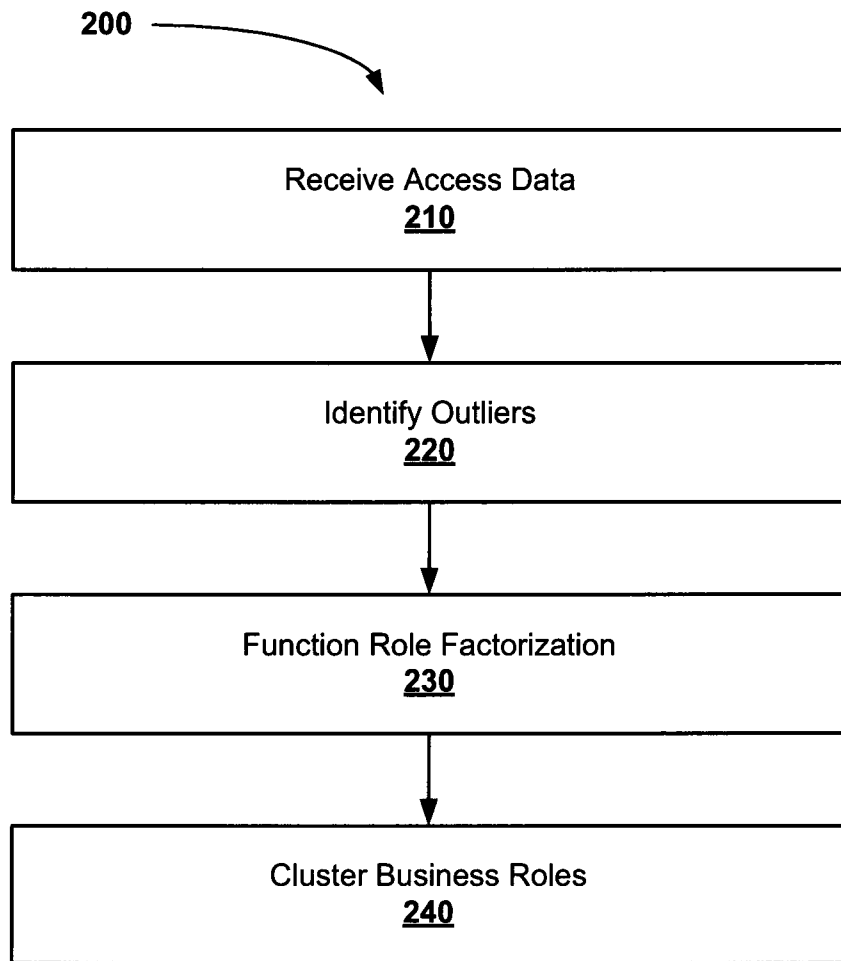 200
Receive Access Data
210
Identify Outliers
220
Function Role Factorization
230
Cluster Business Roles
240